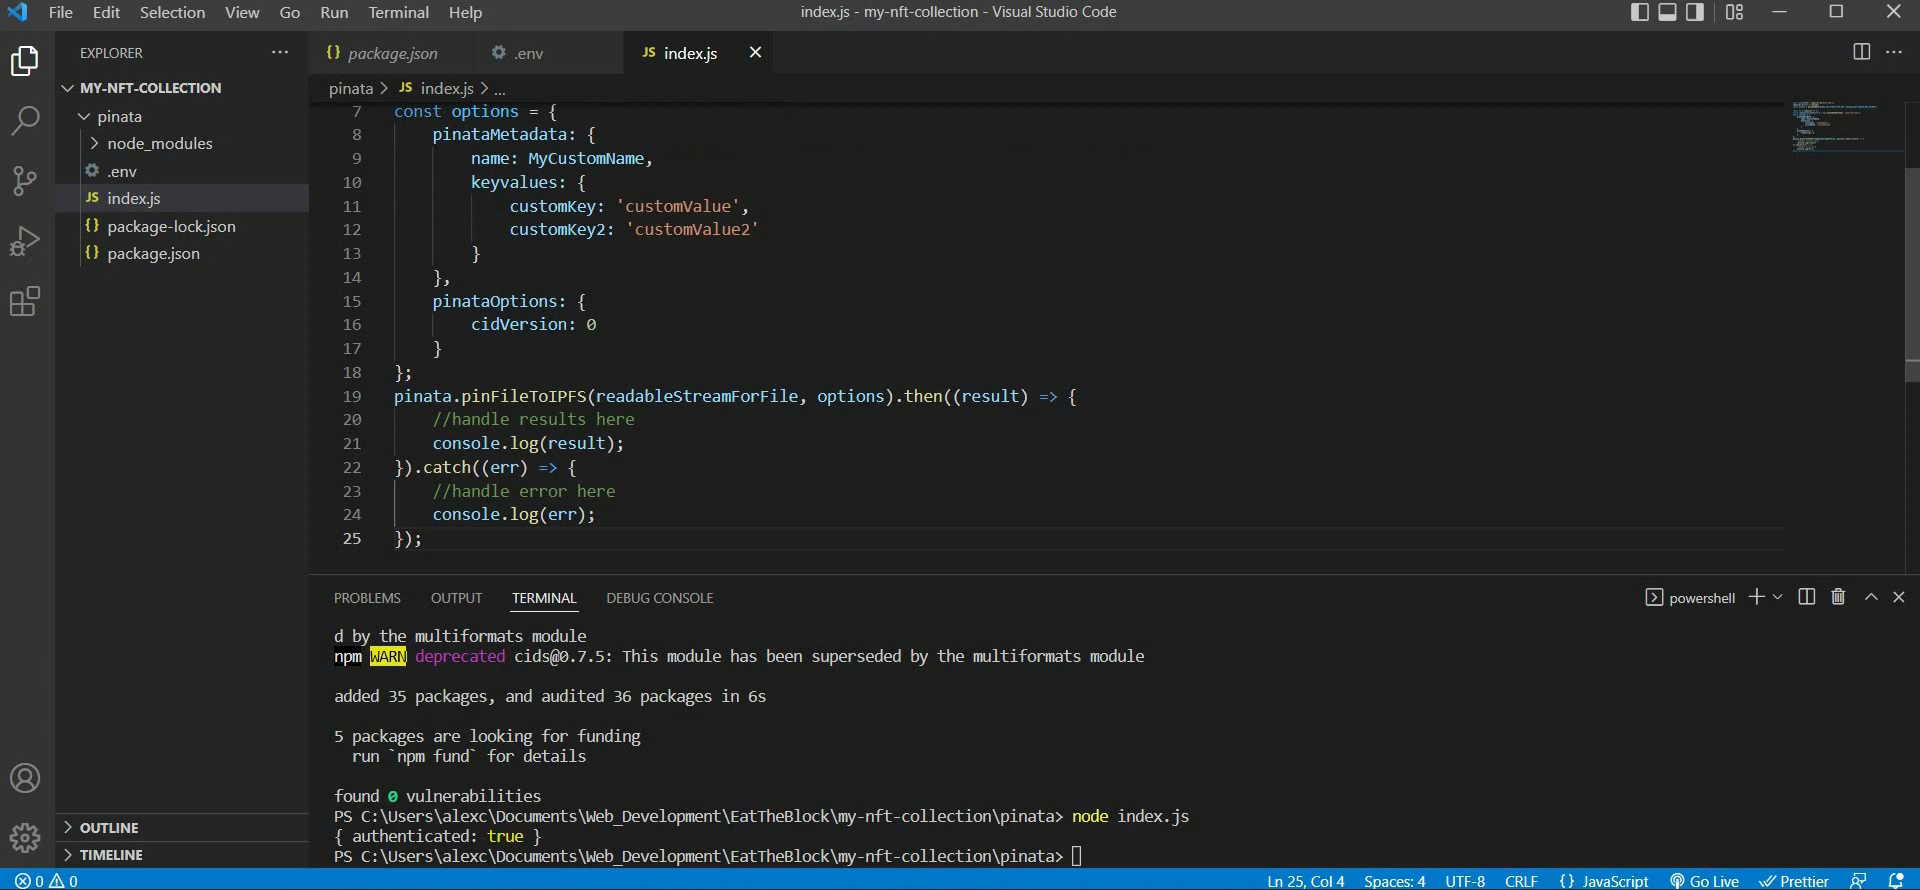 File Edit Selection View Go Run Terminal Help
index.js - my-nft-collection - Visual Studio Code
EXPLORER
MY-NFT-COLLECTION
pinata
node_modules
.env
JS index.js
{} package-lock.json
{} package.json
OUTLINE
TIMELINE
{} package.json
.env
JS index.js
pinata > JS index.js > ...
7 const options = {
8 pinataMetadata: {
9 name: MyCustomName,
10 keyvalues: {
11 customKey: 'customValue',
12 customKey2: 'customValue2'
13 }
14 },
15 pinataOptions: {
16 cidVersion: 0
17 }
18 };
19 pinata.pinFileToIPFS(readableStreamForFile, options).then((result) => {
20 //handle results here
21 console.log(result);
22 }).catch((err) => {
23 //handle error here
24 console.log(err);
25 });
PROBLEMS OUTPUT TERMINAL DEBUG CONSOLE
powershell
d by the multiformats module
npm WARN deprecated cids@0.7.5: This module has been superseded by the multiformats module
added 35 packages, and audited 36 packages in 6s
5 packages are looking for funding
run `npm fund` for details
found 0 vulnerabilities
PS C:\Users\alexc\Documents\Web_Development\EatTheBlock\my-nft-collection\pinata> node index.js
{ authenticated: true }
PS C:\Users\alexc\Documents\Web_Development\EatTheBlock\my-nft-collection\pinata>
0 0
Ln 25, Col 4 Spaces: 4 UTF-8 CRLF {} JavaScript Go Live Prettier